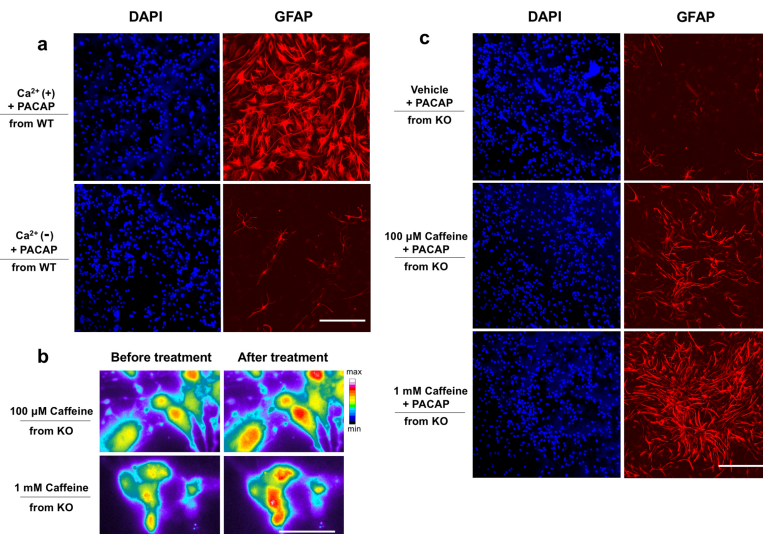 a
DAPI
GFAP
Ca²⁺ (+)
+ PACAP
from WT
Ca²⁺ (-)
+ PACAP
from WT
b
Before treatment
After treatment
100 µM Caffeine
from KO
1 mM Caffeine
from KO
max
min
c
DAPI
GFAP
Vehicle
+ PACAP
from KO
100 µM Caffeine
+ PACAP
from KO
1 mM Caffeine
+ PACAP
from KO